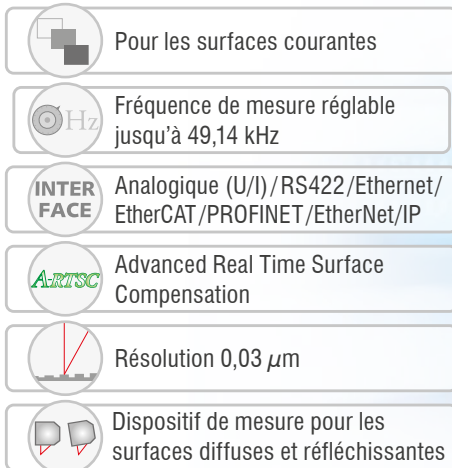 Pour les surfaces courantes
Hz
Fréquence de mesure réglable
jusqu'à 49,14 kHz
INTER
FACE
Analogique (U/I)/RS422/Ethernet/
EtherCAT/PROFINET/EtherNet/IP
A-RTSC
Advanced Real Time Surface
Compensation
Résolution 0,03 µm
Dispositif de mesure pour les
surfaces diffuses et réfléchissantes